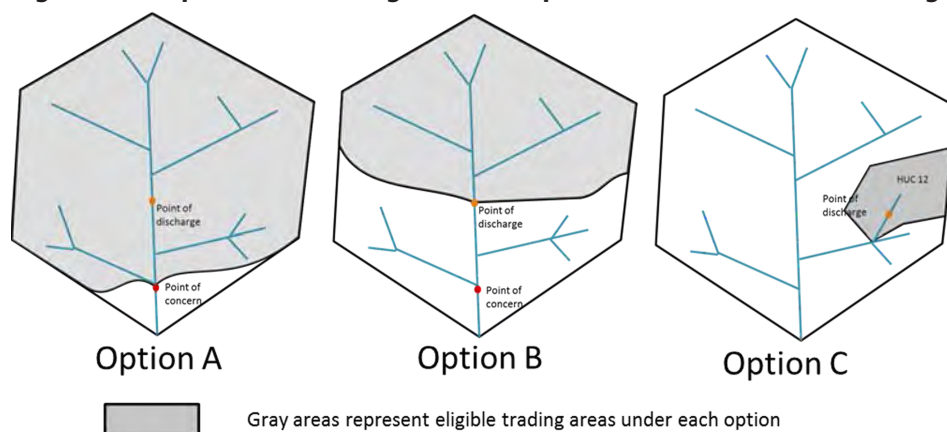 Point of
discharge
Point of
concern
Option A
Point of
discharge
Point of
concern
Option B
HUC 12
Point of
discharge
Option C
Gray areas represent eligible trading areas under each option